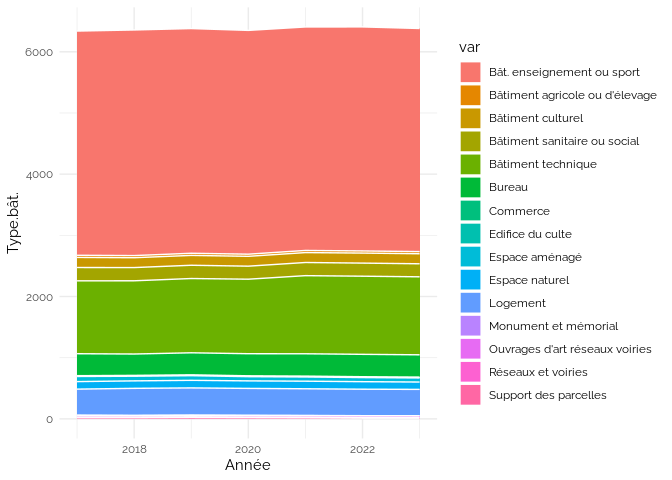 6000
4000
2000
0
2018
2020
2022
Année
Type.bât.
var
Bât. enseignement ou sport
Bâtiment agricole ou d'élevage
Bâtiment culturel
Bâtiment sanitaire ou social
Bâtiment technique
Bureau
Commerce
Edifice du culte
Espace aménagé
Espace naturel
Logement
Monument et mémorial
Ouvrages d'art réseaux voiries
Réseaux et voiries
Support des parcelles